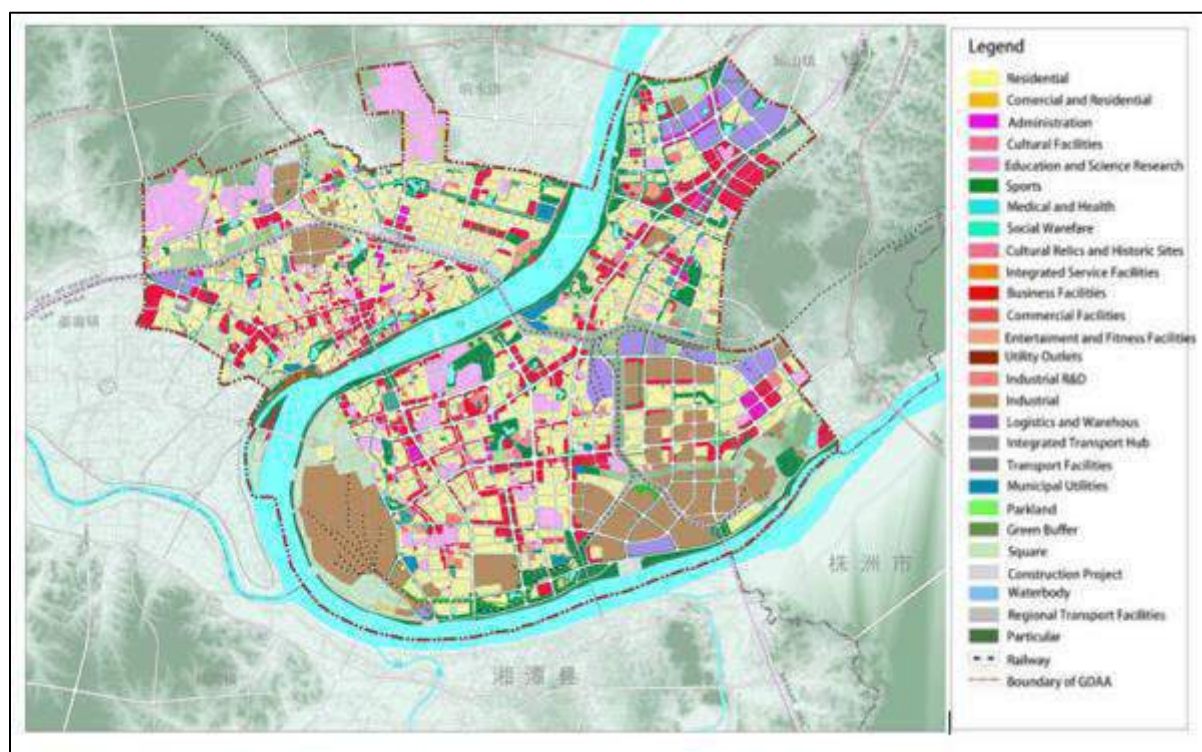 Legend
Residential
Comercial and Residential
Administration
Cultural Facilities
Education and Science Research
Sports
Medical and Health
Social Warefare
Cultural Relics and Historic Sites
Integrated Service Facilities
Business Facilities
Commercial Facilities
Entertaiment and Fitness Facilities
Utility Outlets
Industrial R&D
Industrial
Logistics and Warehous
Integrated Transport Hub
Transport Facilities
Municipal Utilities
Parkland
Green Buffer
Square
Construction Project
Waterbody
Regional Transport Facilities
Particular
Railway
Boundary of GDAA
株洲市
湘潭县